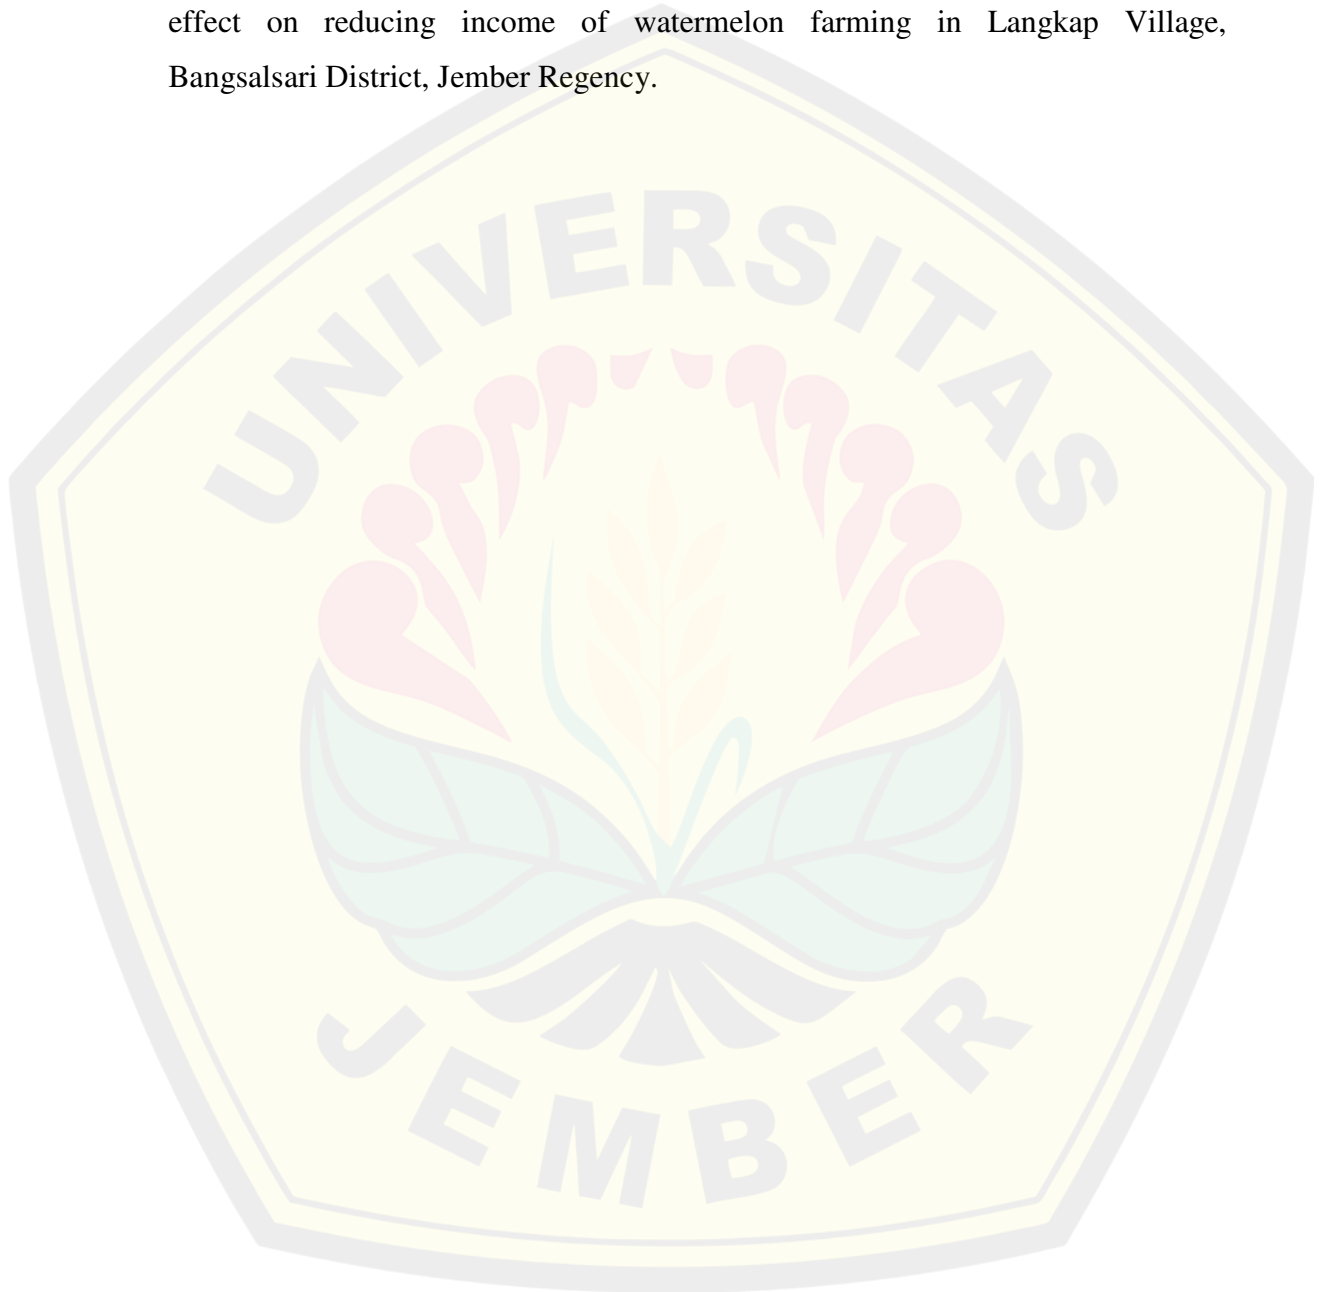 effect on reducing income of watermelon farming in Langkap Village,
Bangsalsari District, Jember Regency.
UNIVERSITAS
JEMBER